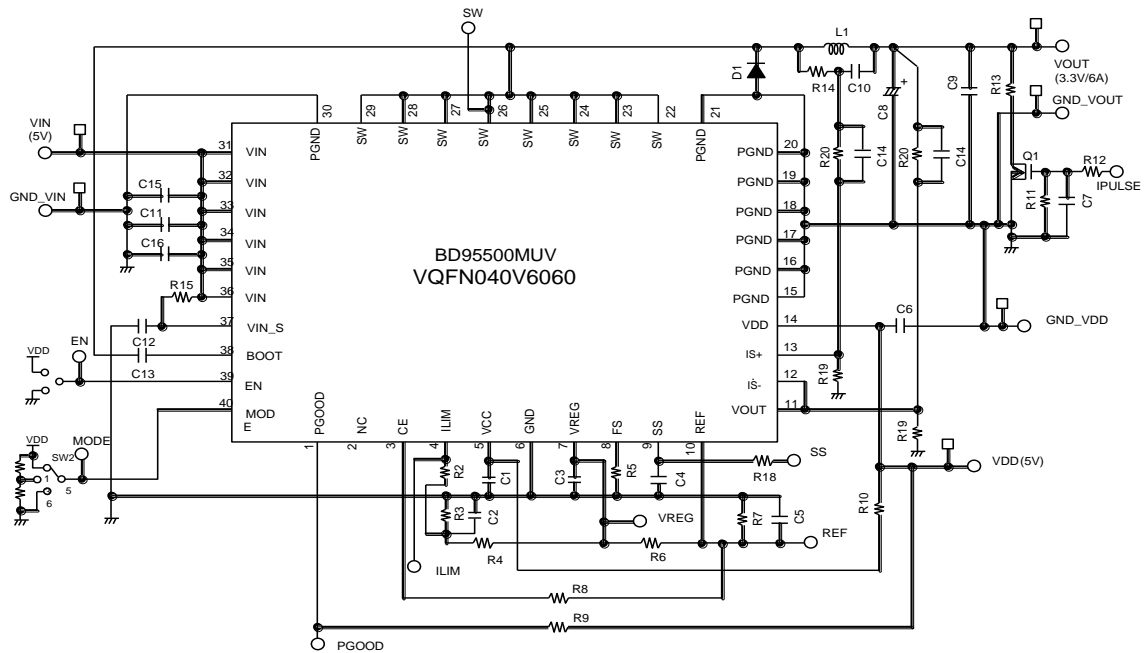 SW
L1
VOUT
(3.3V/6A)
D1
R14
C10
C8
+
C9
R13
GND_VOUT
30
29
28
27
26
25
24
23
22
21
PGND
SW
SW
SW
SW
SW
SW
SW
SW
PGND
VIN
(5V)
31
VIN
PGND
20
R20
C14
R20
C14
Q1
R12
IPULSE
32
VIN
PGND
19
GND_VIN
C15
R11
C7
33
VIN
PGND
18
C11
34
VIN
PGND
17
C16
BD95500MUV
VQFN040V6060
35
VIN
PGND
16
R15
36
VIN
PGND
15
C6
37
VIN_S
VDD
14
GND_VDD
C12
EN
VDD
38
BOOT
IS+
13
C13
R19
39
EN
IS-
12
40
MOD
E
VOUT
11
R19
PGOOD
NC
CE
ILIM
VCC
GND
VREG
FS
SS
REF
1
2
3
4
5
6
7
8
9
10
VDD
MODE
SW2
1
5
6
R2
C1
C3
R5
C4
R18
SS
VDD(5V)
R10
R3
C2
VREG
R7
C5
REF
R4
R6
ILIM
R8
R9
PGOOD